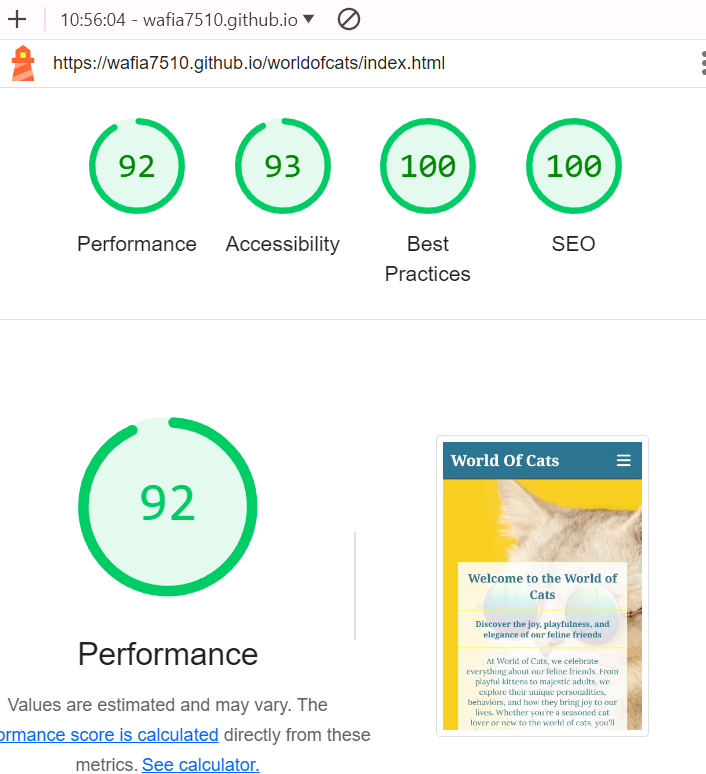 10:56:04 - wafia7510.github.io
https://wafia7510.github.io/worldofcats/index.html
92
93
100
100
Performance
Accessibility
Best
Practices
SEO
92
World Of Cats
Welcome to the World of
Cats
Discover the joy, playfulness, and
elegance of our feline friends
At World of Cats, we celebrate
everything about our feline friends. From
playful kittens to majestic adults, we
explore their unique personalities,
behaviors, and how they bring joy to our
lives. Whether you're a seasoned cat
lover or new to the world of cats, you'll
Performance
Values are estimated and may vary. The
ormance score is calculated directly from these
metrics. See calculator.